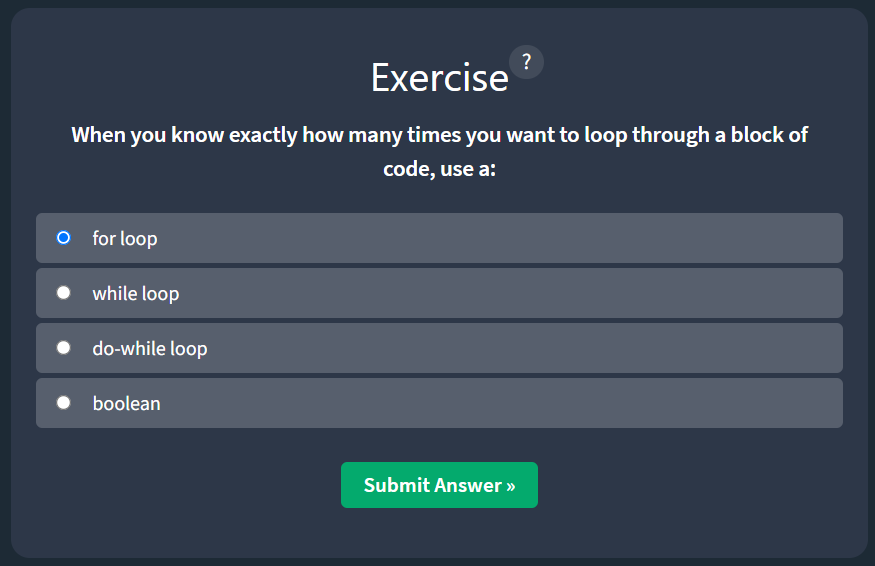 Exercise ?
When you know exactly how many times you want to loop through a block of
code, use a:
for loop
while loop
do-while loop
boolean
Submit Answer »